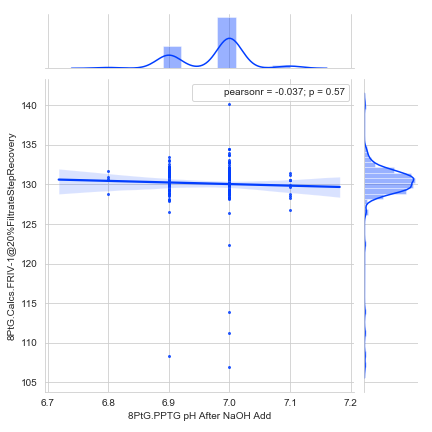 pearsonr = -0.037; p = 0.57
140
135
130
125
120
115
110
105
8PtG.Calcs.FRIV-1@20%FiltrateStepRecovery
6.7 6.8 6.9 7.0 7.1 7.2
8PtG.PPTG pH After NaOH Add